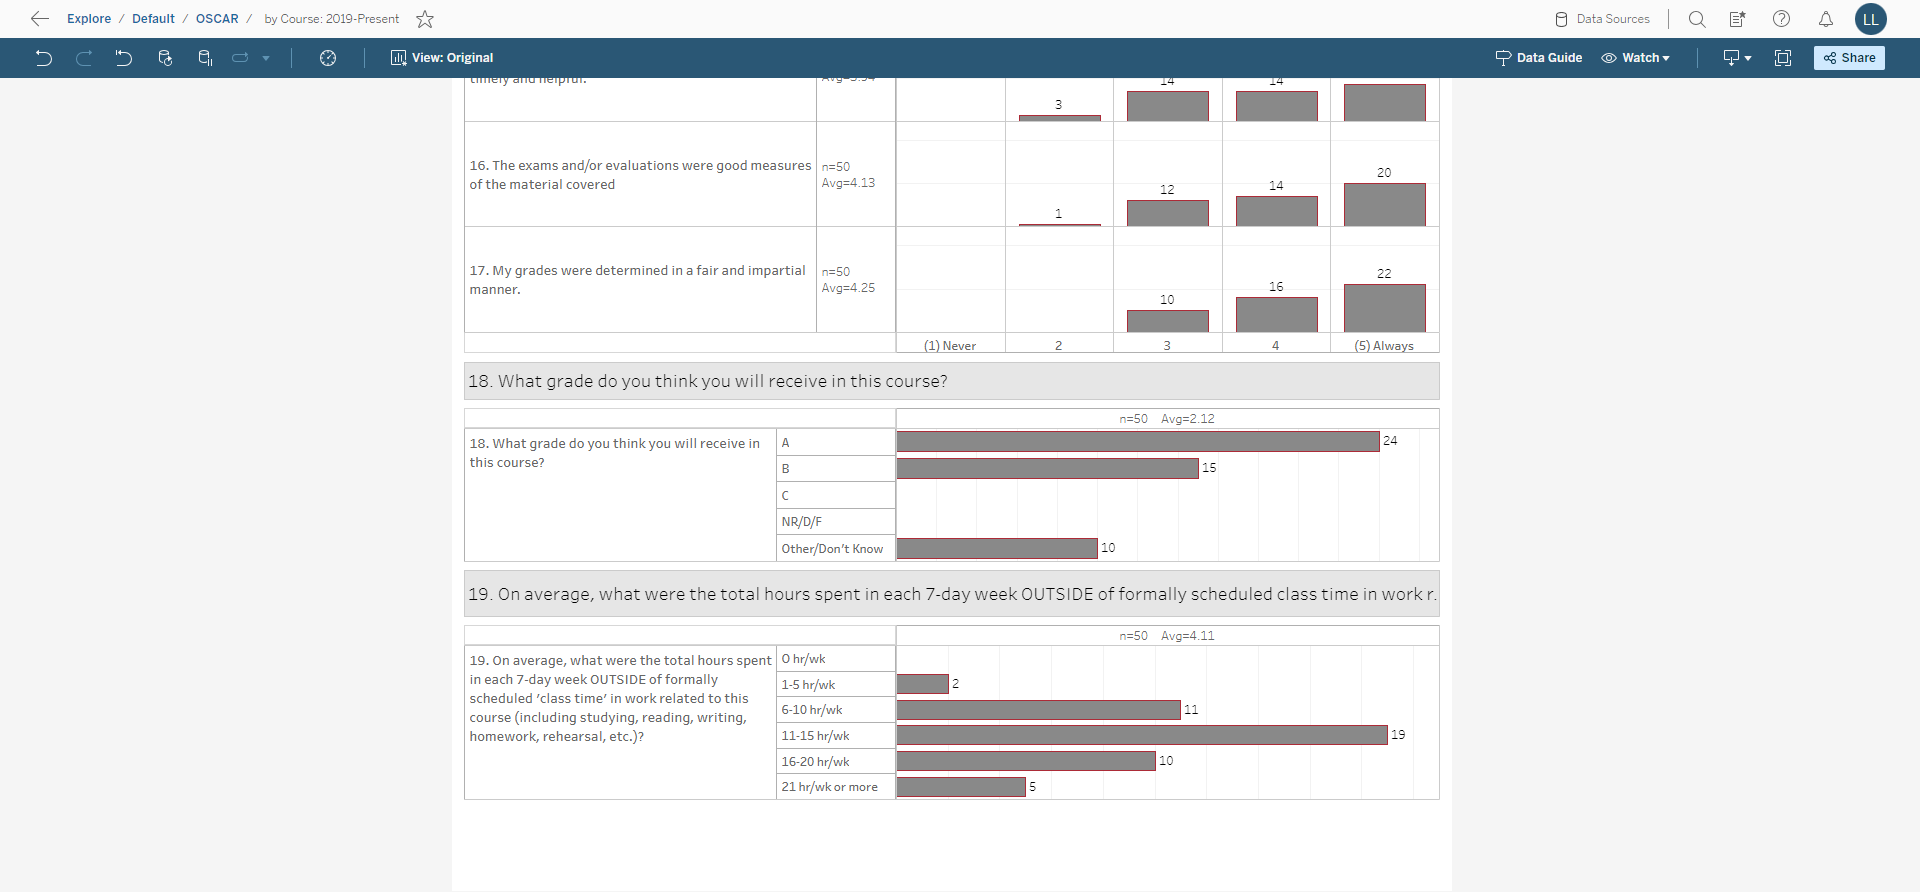 Explore / Default / OSCAR / by Course: 2019-Present
Data Sources
LL
View: Original
Data Guide
Watch
Share
timely and helpful.
3
14
14
16. The exams and/or evaluations were good measures
of the material covered
n=50
Avg=4.13
1
12
14
20
17. My grades were determined in a fair and impartial
manner.
n=50
Avg=4.25
10
16
22
(1) Never
2
3
4
(5) Always
18. What grade do you think you will receive in this course?
n=50 Avg=2.12
18. What grade do you think you will receive in
this course?
A
24
B
15
C
NR/D/F
Other/Don't Know
10
19. On average, what were the total hours spent in each 7-day week OUTSIDE of formally scheduled class time in work r.
n=50 Avg=4.11
19. On average, what were the total hours spent
in each 7-day week OUTSIDE of formally
scheduled 'class time' in work related to this
course (including studying, reading, writing,
homework, rehearsal, etc.)?
0 hr/wk
1-5 hr/wk
2
6-10 hr/wk
11
11-15 hr/wk
19
16-20 hr/wk
10
21 hr/wk or more
5